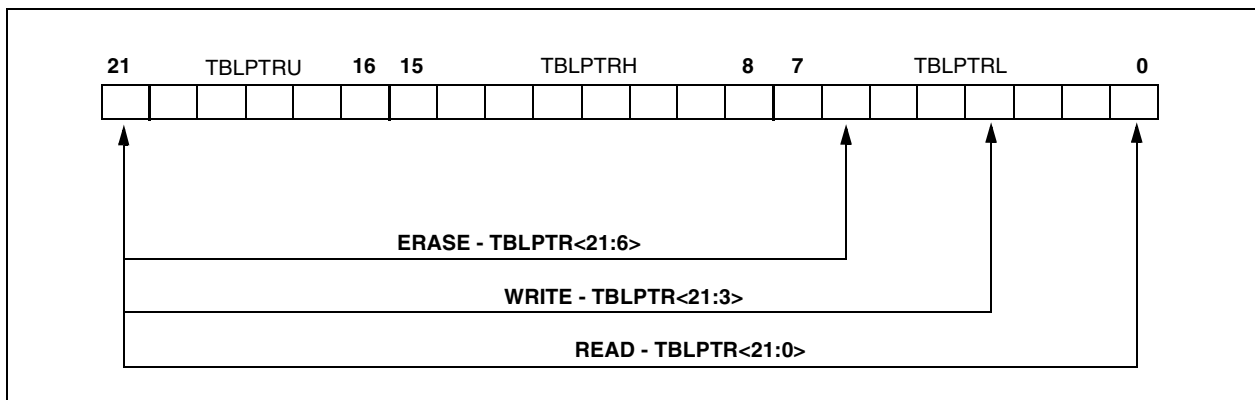 21 TBLPTRU 16 15 TBLPTRH 8 7 TBLPTRL 0
ERASE - TBLPTR<21:6>
WRITE - TBLPTR<21:3>
READ - TBLPTR<21:0>